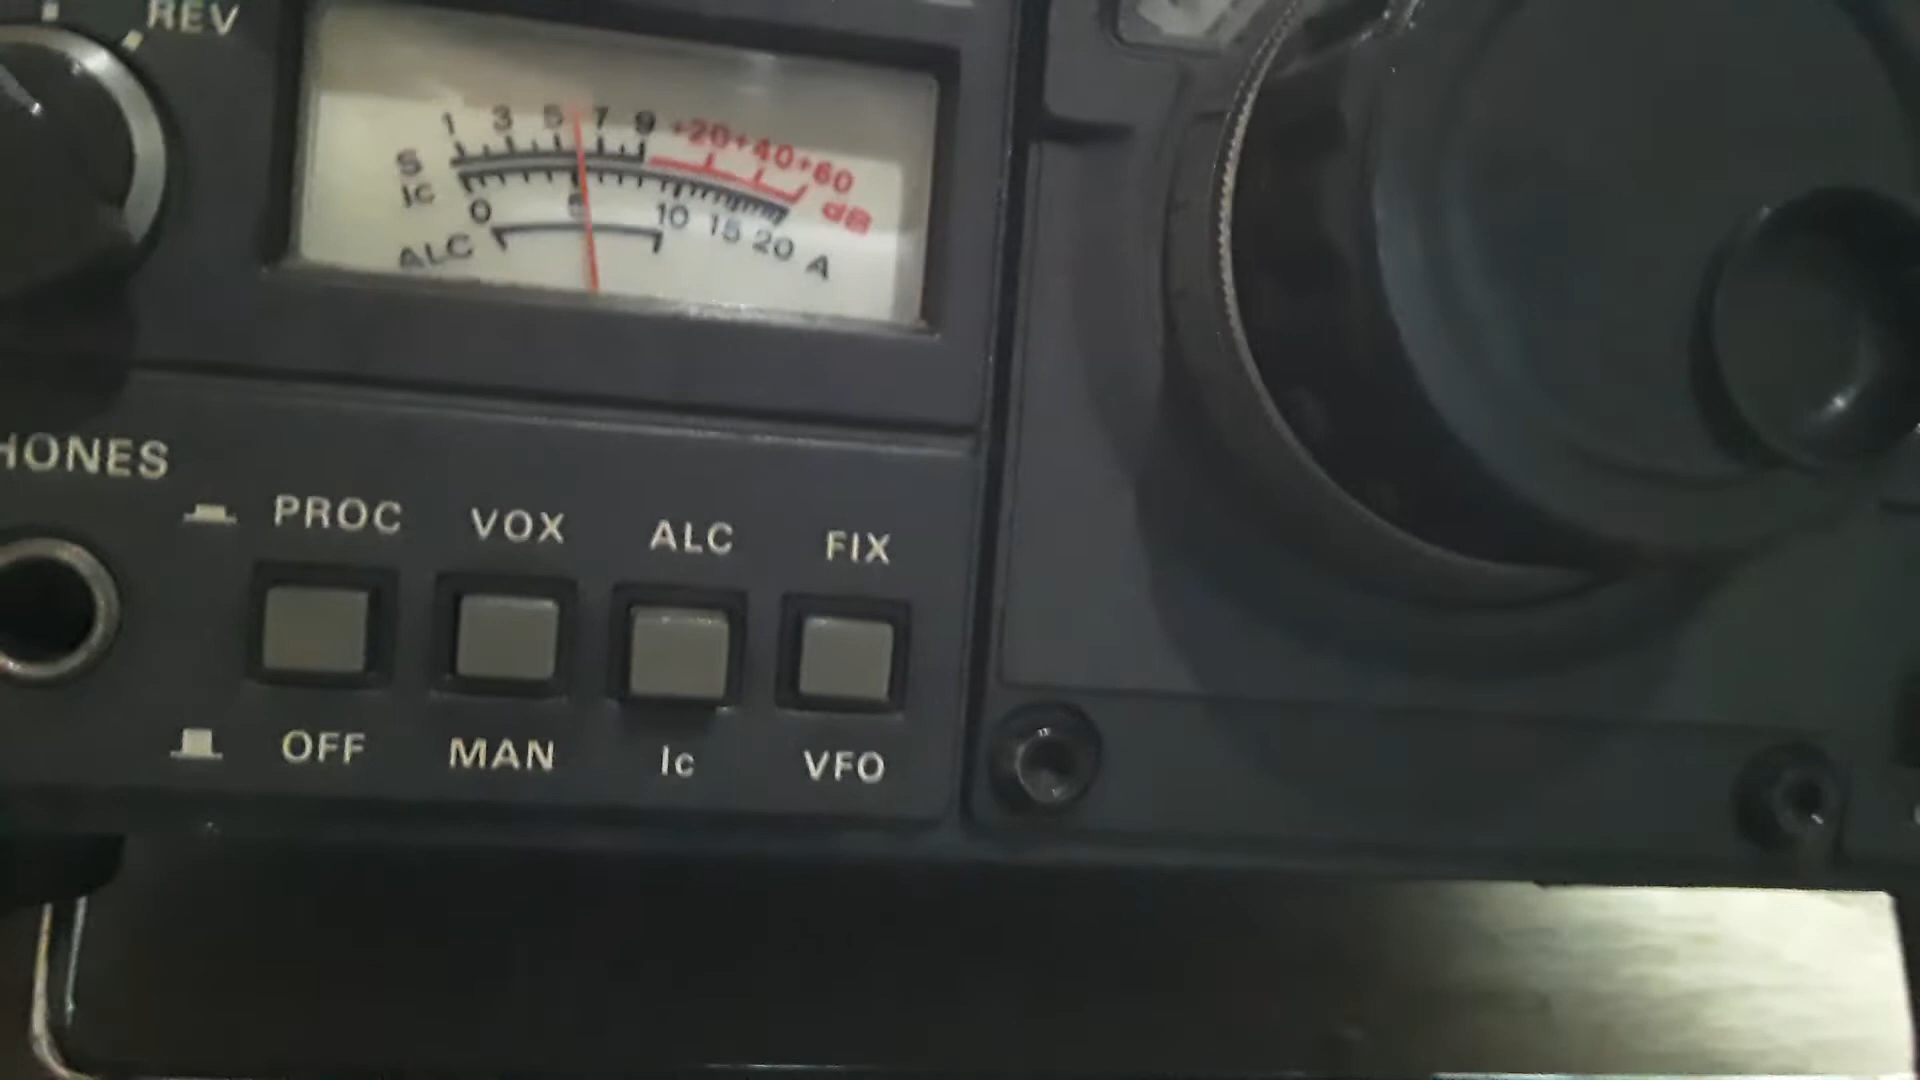 REV
1 3 5 7 9 +20+40+60
S dB
Ic
0 5 10 15 20 A
ALC
HONES
PROC VOX ALC FIX
OFF MAN Ic VFO